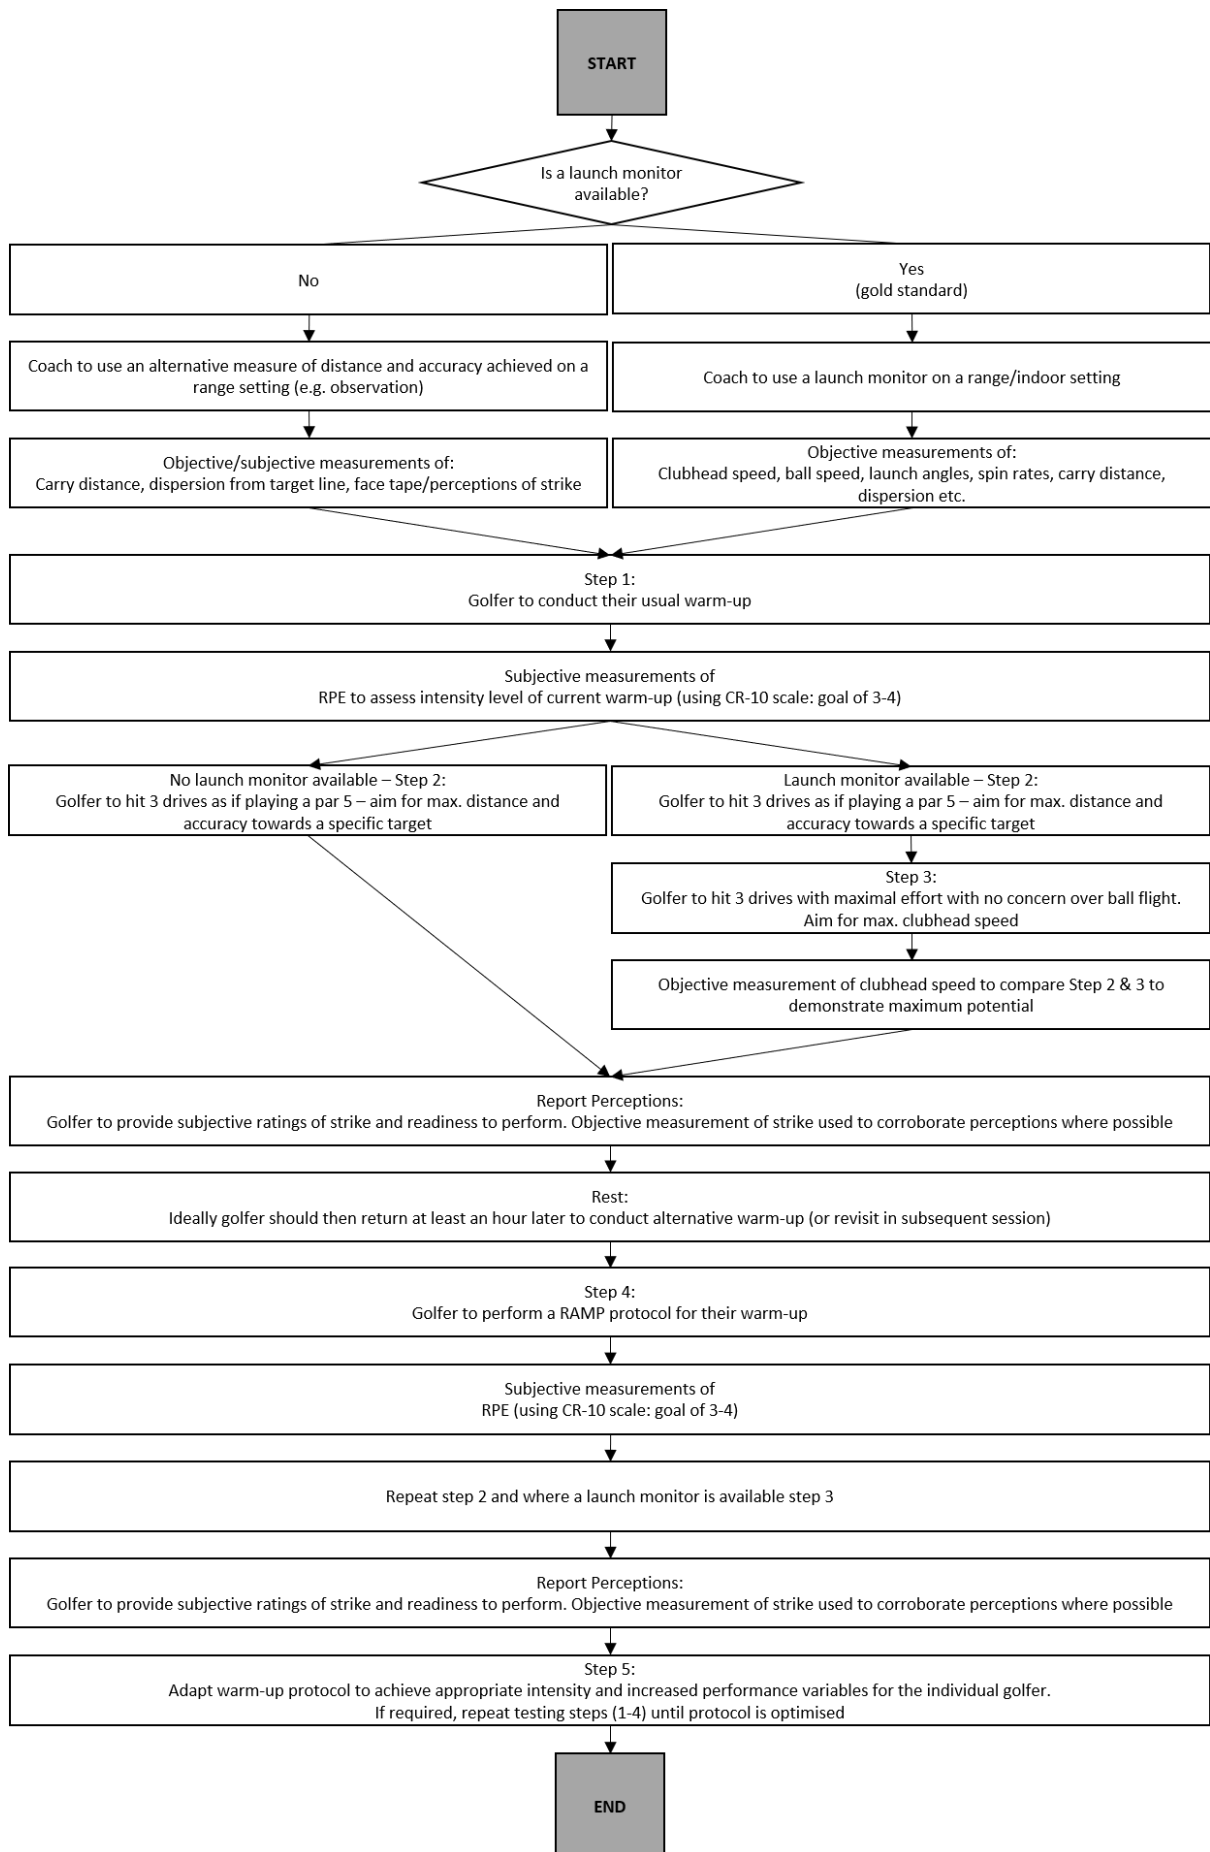 START
Is a launch monitor
available?
No
Yes
(gold standard)
Coach to use an alternative measure of distance and accuracy achieved on a
range setting (e.g. observation)
Coach to use a launch monitor on a range/indoor setting
Objective/subjective measurements of:
Carry distance, dispersion from target line, face tape/perceptions of strike
Objective measurements of:
Clubhead speed, ball speed, launch angles, spin rates, carry distance,
dispersion etc.
Step 1:
Golfer to conduct their usual warm-up
Subjective measurements of
RPE to assess intensity level of current warm-up (using CR-10 scale: goal of 3-4)
No launch monitor available – Step 2:
Golfer to hit 3 drives as if playing a par 5 – aim for max. distance and
accuracy towards a specific target
Launch monitor available – Step 2:
Golfer to hit 3 drives as if playing a par 5 – aim for max. distance and
accuracy towards a specific target
Step 3:
Golfer to hit 3 drives with maximal effort with no concern over ball flight.
Aim for max. clubhead speed
Objective measurement of clubhead speed to compare Step 2 & 3 to
demonstrate maximum potential
Report Perceptions:
Golfer to provide subjective ratings of strike and readiness to perform. Objective measurement of strike used to corroborate perceptions where possible
Rest:
Ideally golfer should then return at least an hour later to conduct alternative warm-up (or revisit in subsequent session)
Step 4:
Golfer to perform a RAMP protocol for their warm-up
Subjective measurements of
RPE (using CR-10 scale: goal of 3-4)
Repeat step 2 and where a launch monitor is available step 3
Report Perceptions:
Golfer to provide subjective ratings of strike and readiness to perform. Objective measurement of strike used to corroborate perceptions where possible
Step 5:
Adapt warm-up protocol to achieve appropriate intensity and increased performance variables for the individual golfer.
If required, repeat testing steps (1-4) until protocol is optimised
END